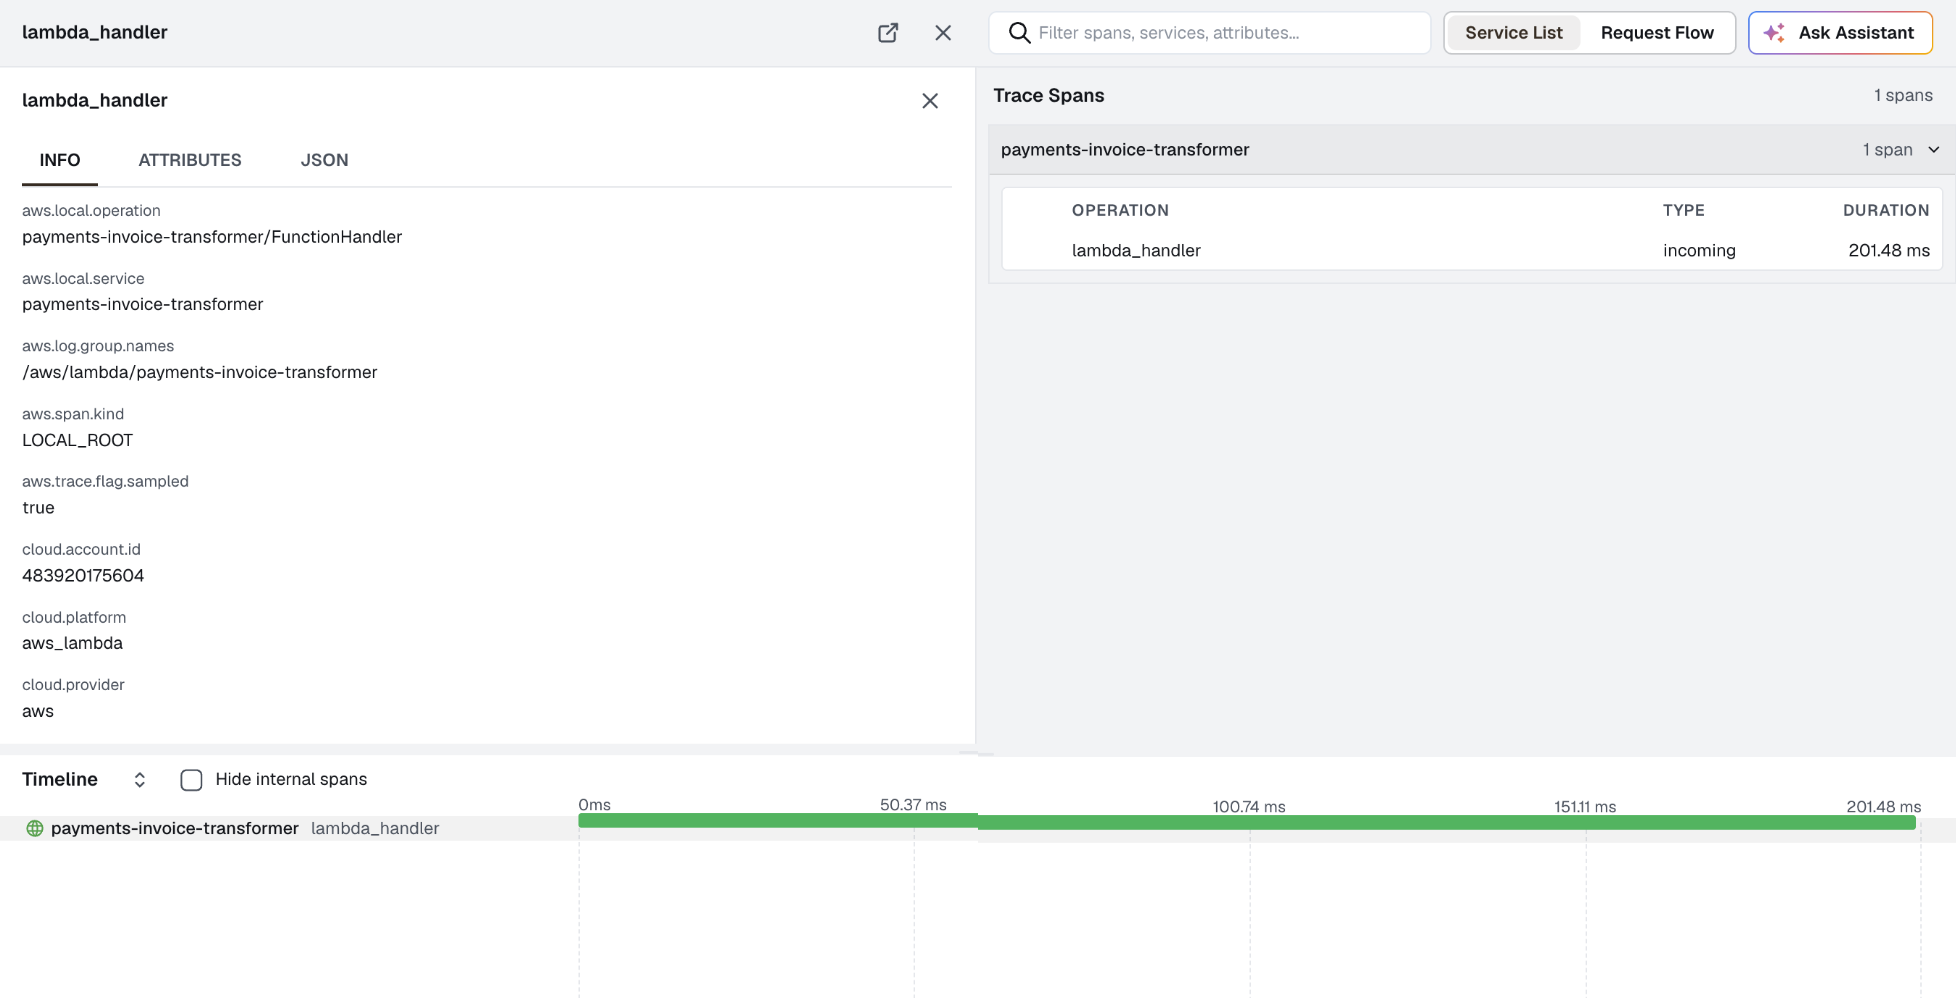 lambda_handler
Filter spans, services, attributes...
Service List
Request Flow
Ask Assistant
lambda_handler
INFO
ATTRIBUTES
JSON
aws.local.operation
payments-invoice-transformer/FunctionHandler
aws.local.service
payments-invoice-transformer
aws.log.group.names
/aws/lambda/payments-invoice-transformer
aws.span.kind
LOCAL_ROOT
aws.trace.flag.sampled
true
cloud.account.id
483920175604
cloud.platform
aws_lambda
cloud.provider
aws
Trace Spans
1 spans
payments-invoice-transformer
1 span
OPERATION
TYPE
DURATION
lambda_handler
incoming
201.48 ms
Timeline
Hide internal spans
0ms
50.37 ms
100.74 ms
151.11 ms
201.48 ms
payments-invoice-transformer lambda_handler